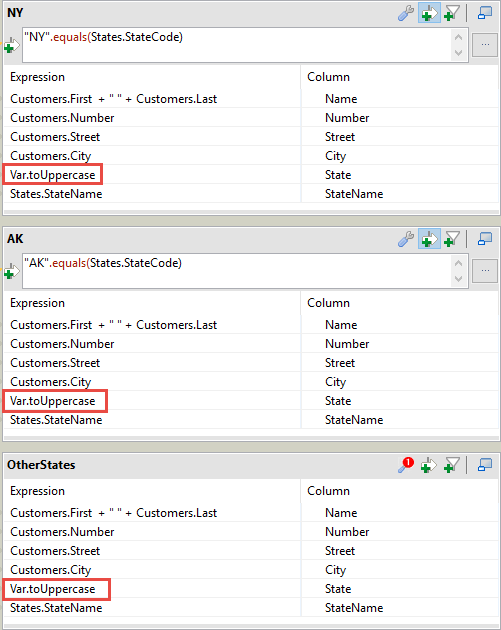 NY
"NY".equals(States.StateCode)
...
Expression Column
Customers.First + " " + Customers.Last Name
Customers.Number Number
Customers.Street Street
Customers.City City
Var.toUppercase State
States.StateName StateName
AK
"AK".equals(States.StateCode)
...
Expression Column
Customers.First + " " + Customers.Last Name
Customers.Number Number
Customers.Street Street
Customers.City City
Var.toUppercase State
States.StateName StateName
OtherStates 1
Expression Column
Customers.First + " " + Customers.Last Name
Customers.Number Number
Customers.Street Street
Customers.City City
Var.toUppercase State
States.StateName StateName